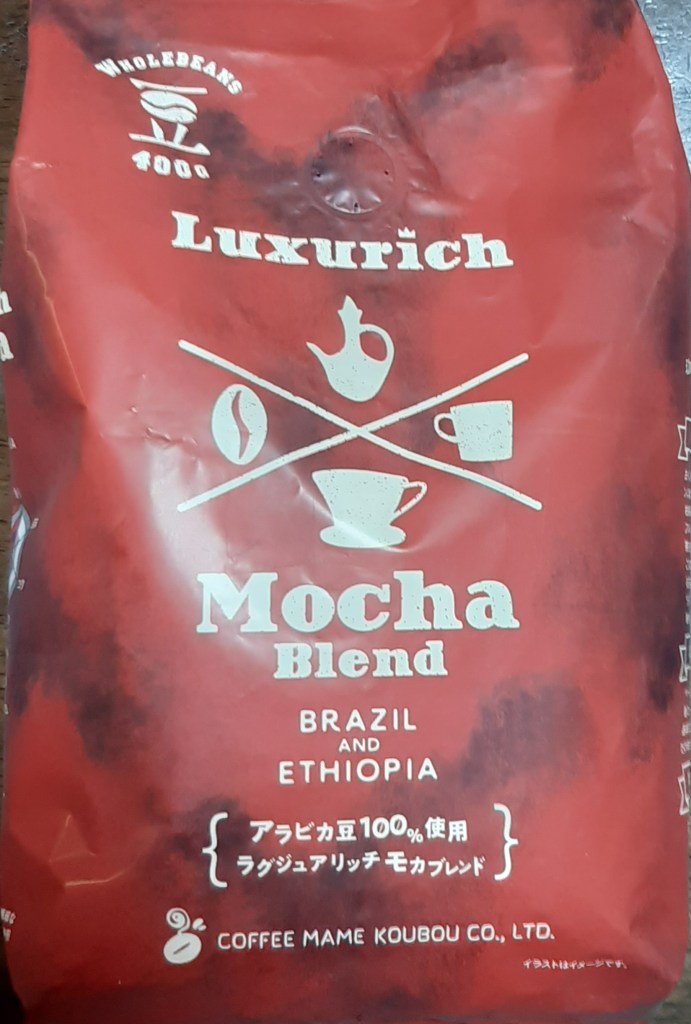 WHOLEBEANS
豆
400g
Luxurich
Mocha
Blend
BRAZIL
AND
ETHIOPIA
アラビカ豆100%使用
ラグジュアリッチ モカブレンド
COFFEE MAME KOUBOU CO., LTD.
イラストはイメージです。